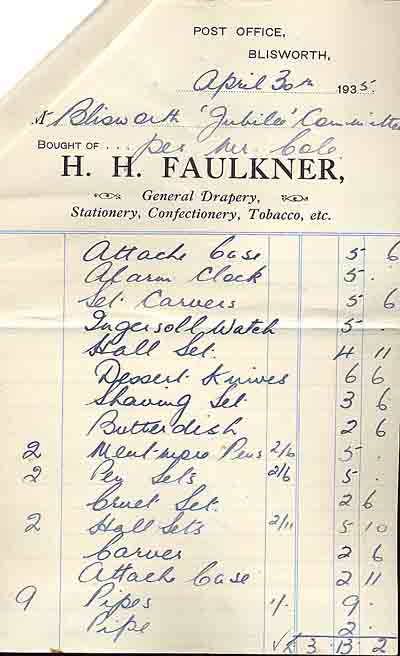 POST OFFICE,
BLISWORTH,
April 30th 1935.
M Blisworth 'Jubilee' Committee
BOUGHT OF ... per Mr. Cole
H. H. FAULKNER,
General Drapery,
Stationery, Confectionery, Tobacco, etc.
Attache Case 5 6
Alarm Clock 5 .
Set Carvers 5 6
Ingersoll Watch 5 .
Hall Set. 4 11
Dessert Knives 6 6
Shaving Set 3 6
Butterdish 2 6
2 Mentmore Pens 2/6 5 .
2 Pen Sets 2/6 5 .
Cruet Set. 2 6
2 Hall Sets 2/11 5 10
Carver 2 6
Attache Case 2 11
9 Pipes 1/. 9 .
Pipe 2 .
£ 3 13 2